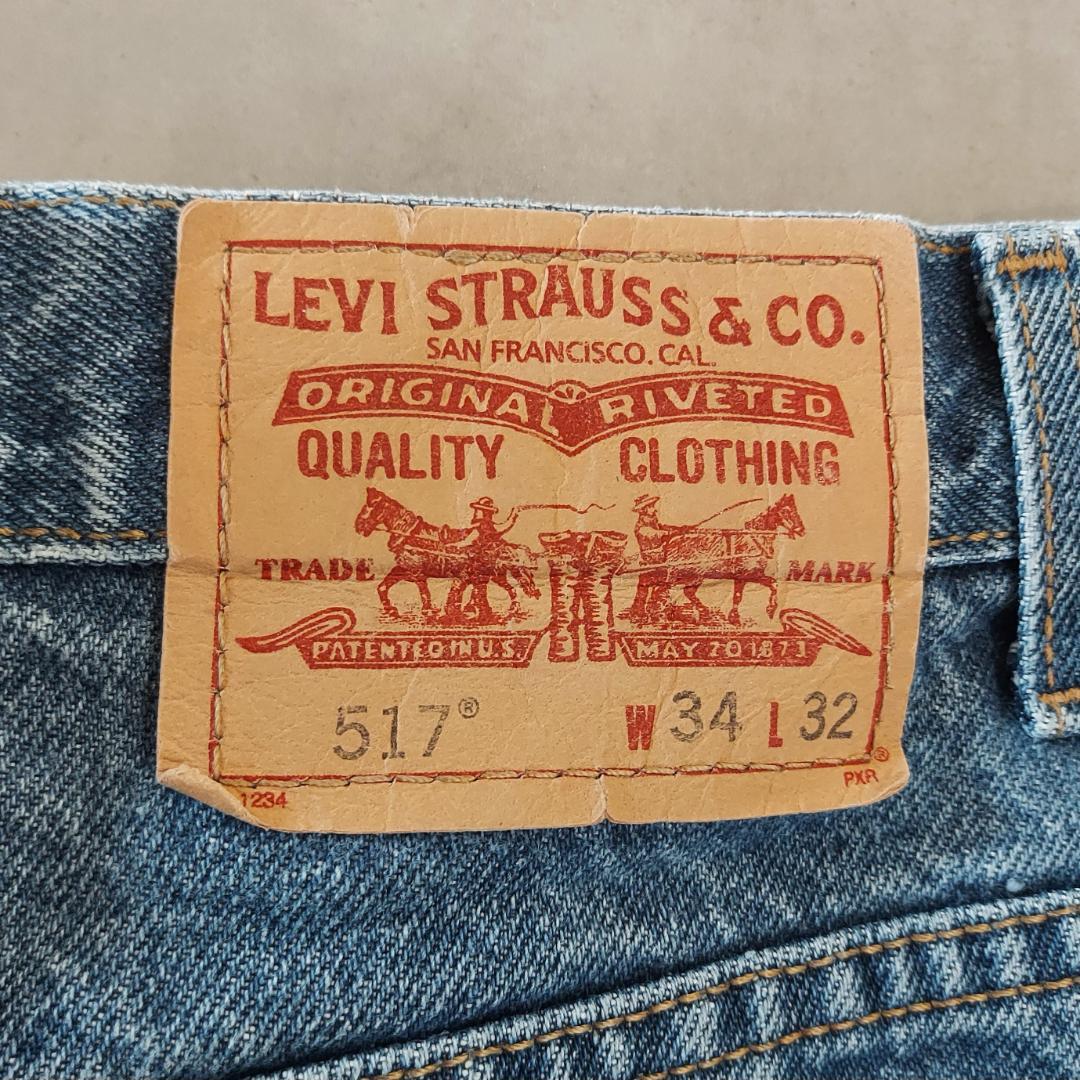 LEVI STRAUSS & CO.
SAN FRANCISCO. CAL.
ORIGINAL RIVETED
QUALITY CLOTHING
TRADE MARK
PATENTED IN U.S. MAY 20 1873
517® W 34 L 32
®
1234 PXR